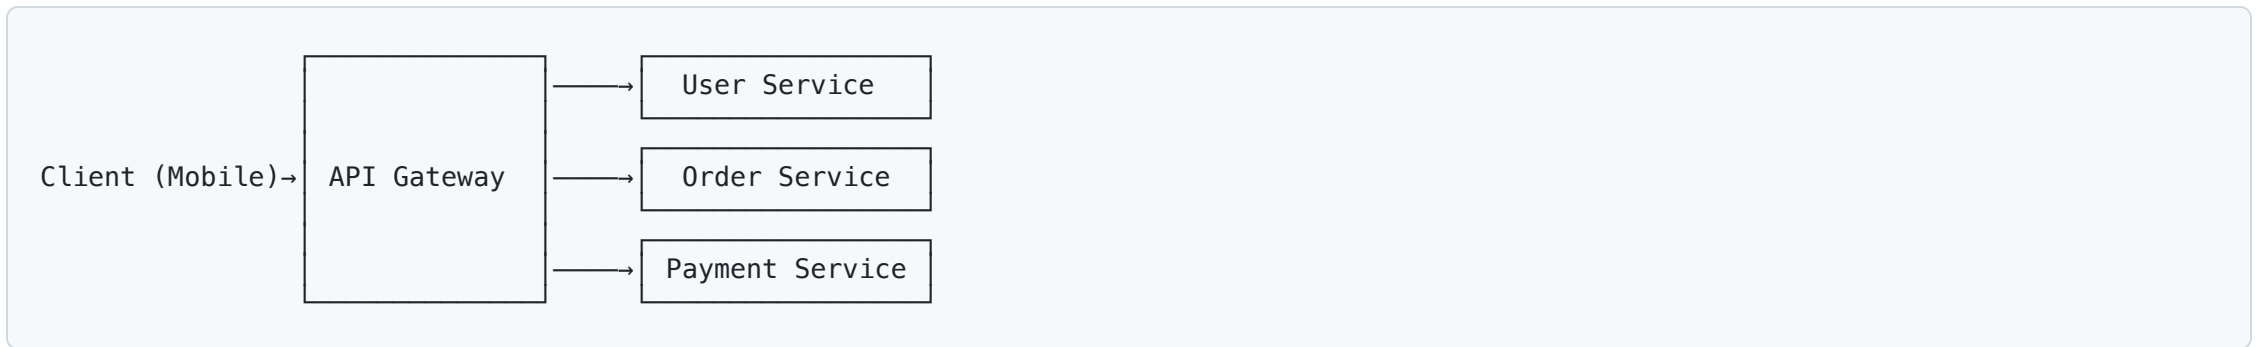 User Service
Client (Mobile)→ API Gateway → Order Service
→ Payment Service